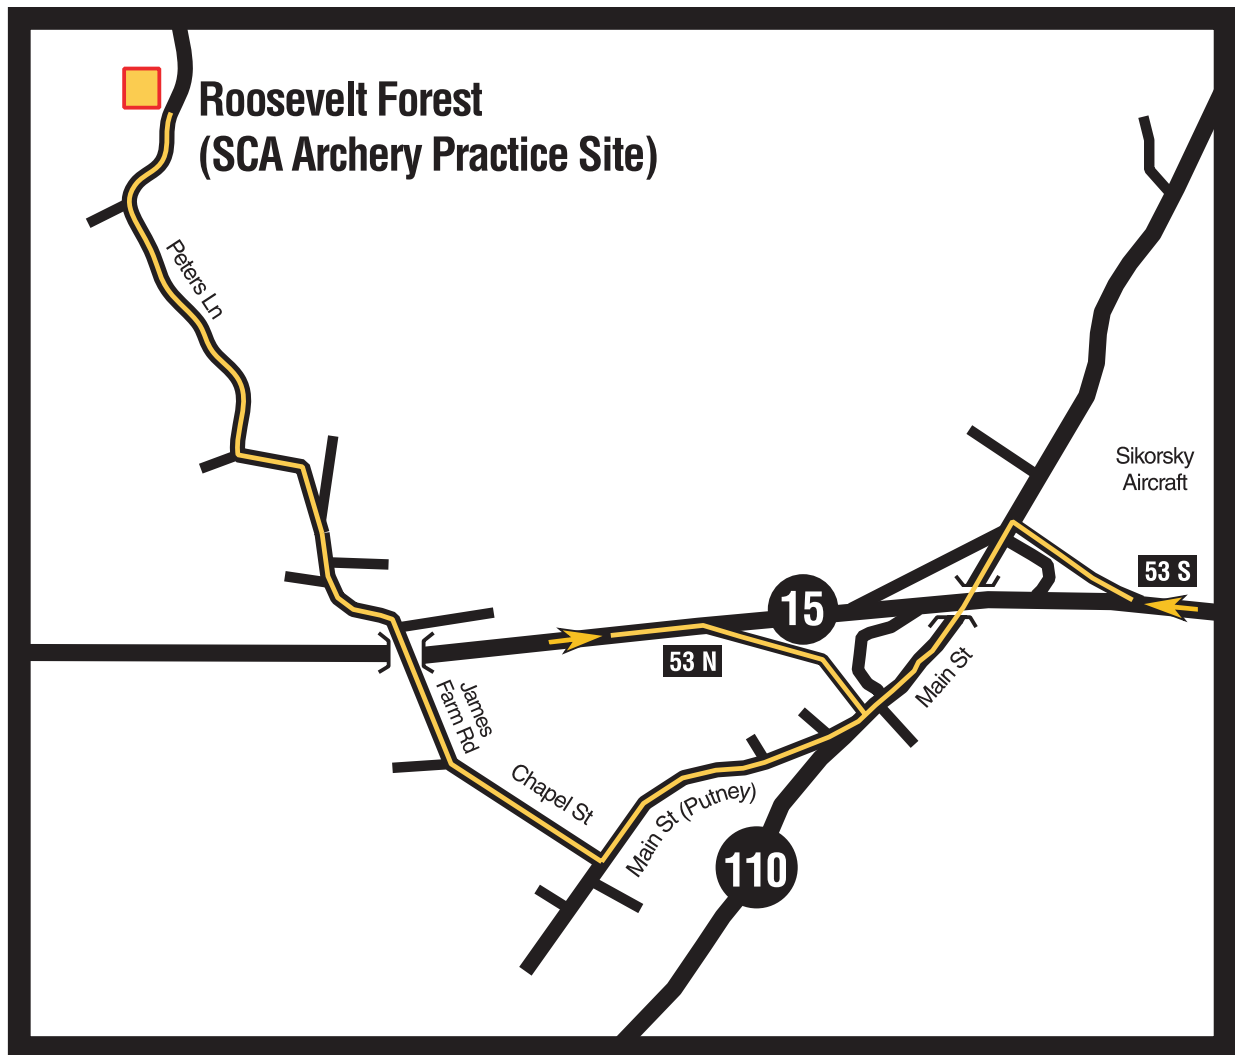 Roosevelt Forest
(SCA Archery Practice Site)
Peters Ln
Sikorsky
Aircraft
53 S
15
53 N
Main St
James
Farm Rd
Chapel St
Main St (Putney)
110